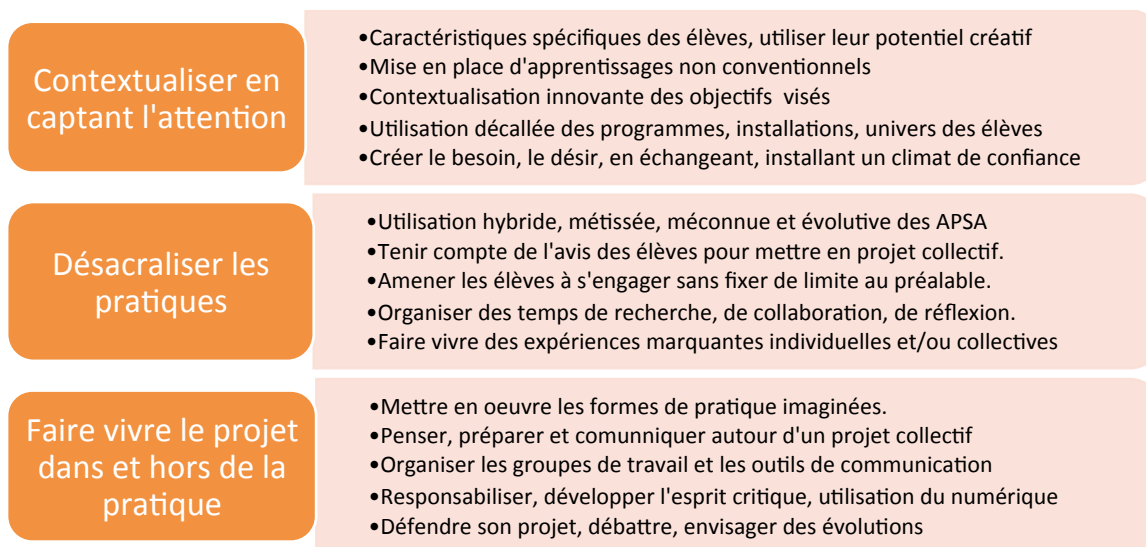 Contextualiser en
captant l'attention
•Caractéristiques spécifiques des élèves, utiliser leur potentiel créatif
•Mise en place d'apprentissages non conventionnels
•Contextualisation innovante des objectifs visés
•Utilisation décallée des programmes, installations, univers des élèves
•Créer le besoin, le désir, en échangeant, installant un climat de confiance
Désacraliser les
pratiques
•Utilisation hybride, métissée, méconnue et évolutive des APSA
•Tenir compte de l'avis des élèves pour mettre en projet collectif.
•Amener les élèves à s'engager sans fixer de limite au préalable.
•Organiser des temps de recherche, de collaboration, de réflexion.
•Faire vivre des expériences marquantes individuelles et/ou collectives
Faire vivre le projet
dans et hors de la
pratique
•Mettre en oeuvre les formes de pratique imaginées.
•Penser, préparer et comunniquer autour d'un projet collectif
•Organiser les groupes de travail et les outils de communication
•Responsabiliser, développer l'esprit critique, utilisation du numérique
•Défendre son projet, débattre, envisager des évolutions